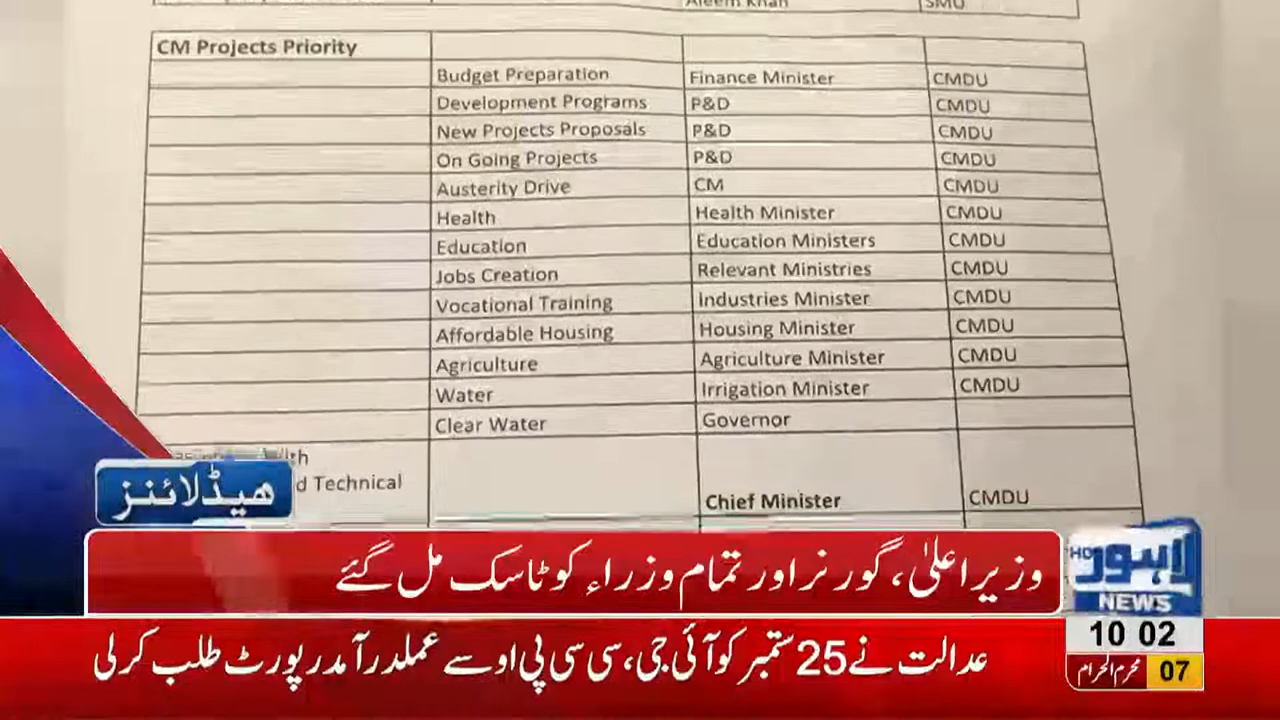 Aleem Khan SMU
CM Projects Priority
Budget Preparation Finance Minister CMDU
Development Programs P&D CMDU
New Projects Proposals P&D CMDU
On Going Projects P&D CMDU
Austerity Drive CM CMDU
Health Health Minister CMDU
Education Education Ministers CMDU
Jobs Creation Relevant Ministries CMDU
Vocational Training Industries Minister CMDU
Affordable Housing Housing Minister CMDU
Agriculture Agriculture Minister CMDU
Water Irrigation Minister CMDU
Clear Water Governor
d Technical
Chief Minister CMDU
ہیڈلائنز
وزیراعلیٰ، گورنر اور تمام وزراء کو ٹاسک مل گئے
HD لاہور
NEWS
10 02
عدالت نے 25 ستمبر کو آئی جی، سی سی پی او سے عملدرآمد رپورٹ طلب کرلی
محرم الحرام 07